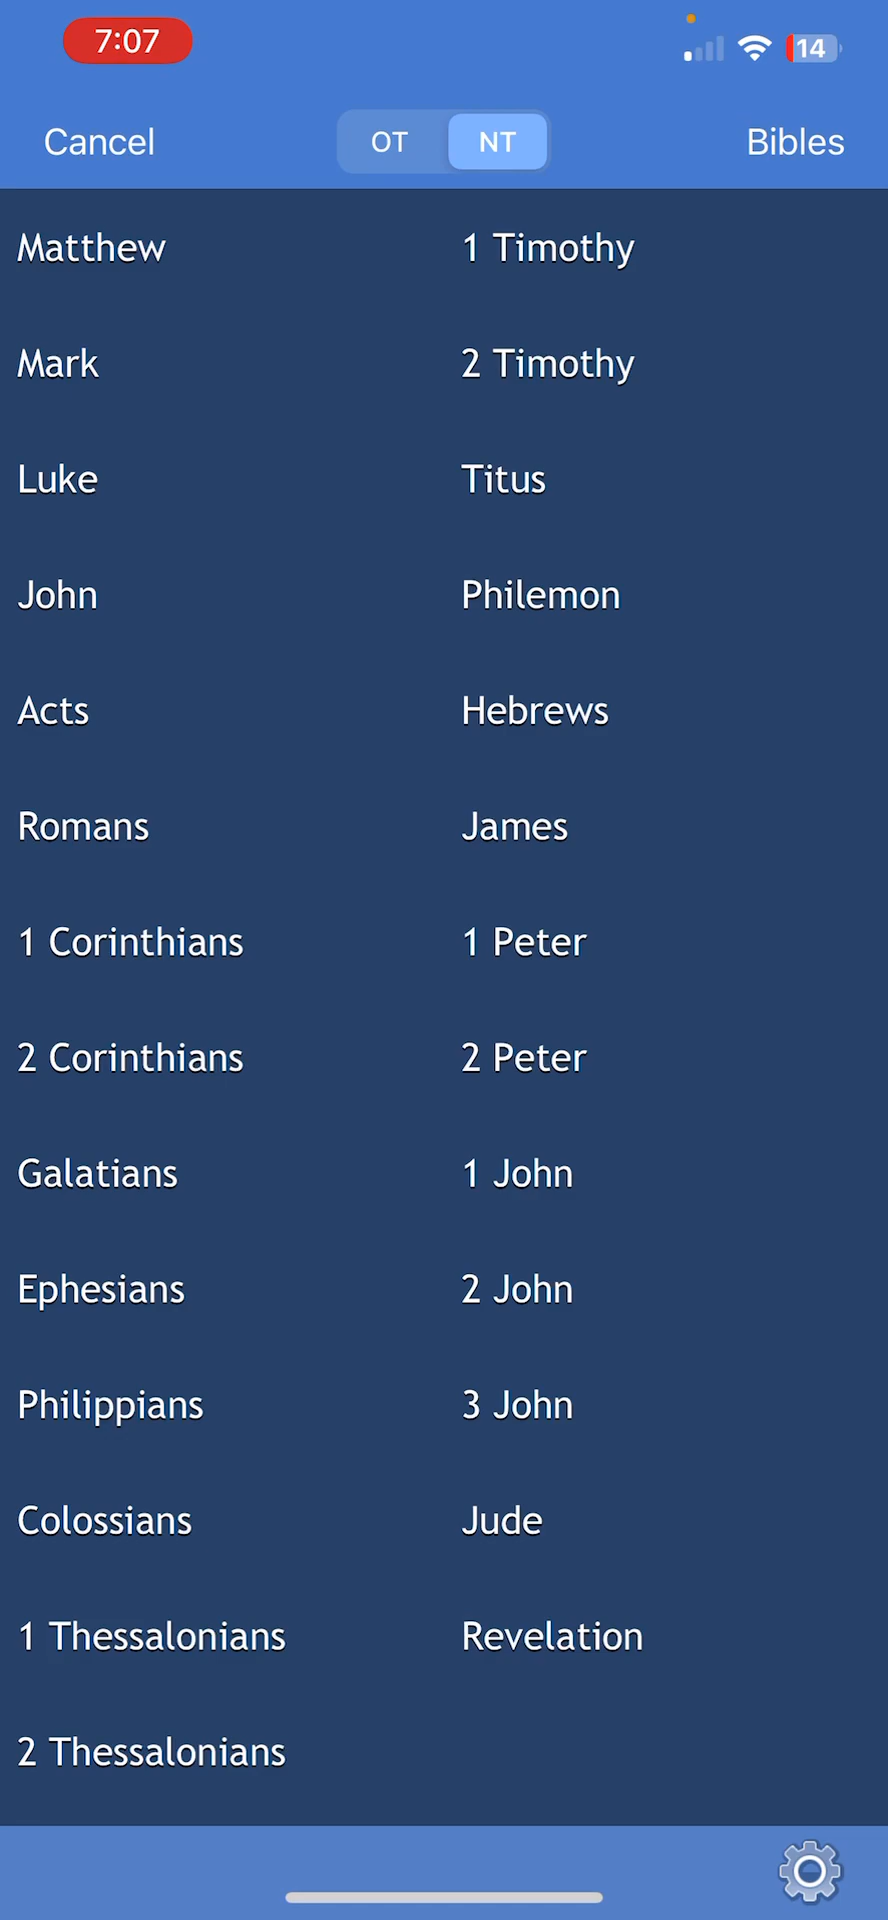 7:07
14
Cancel
OT
NT
Bibles
Matthew
Mark
Luke
John
Acts
Romans
1 Corinthians
2 Corinthians
Galatians
Ephesians
Philippians
Colossians
1 Thessalonians
2 Thessalonians
1 Timothy
2 Timothy
Titus
Philemon
Hebrews
James
1 Peter
2 Peter
1 John
2 John
3 John
Jude
Revelation